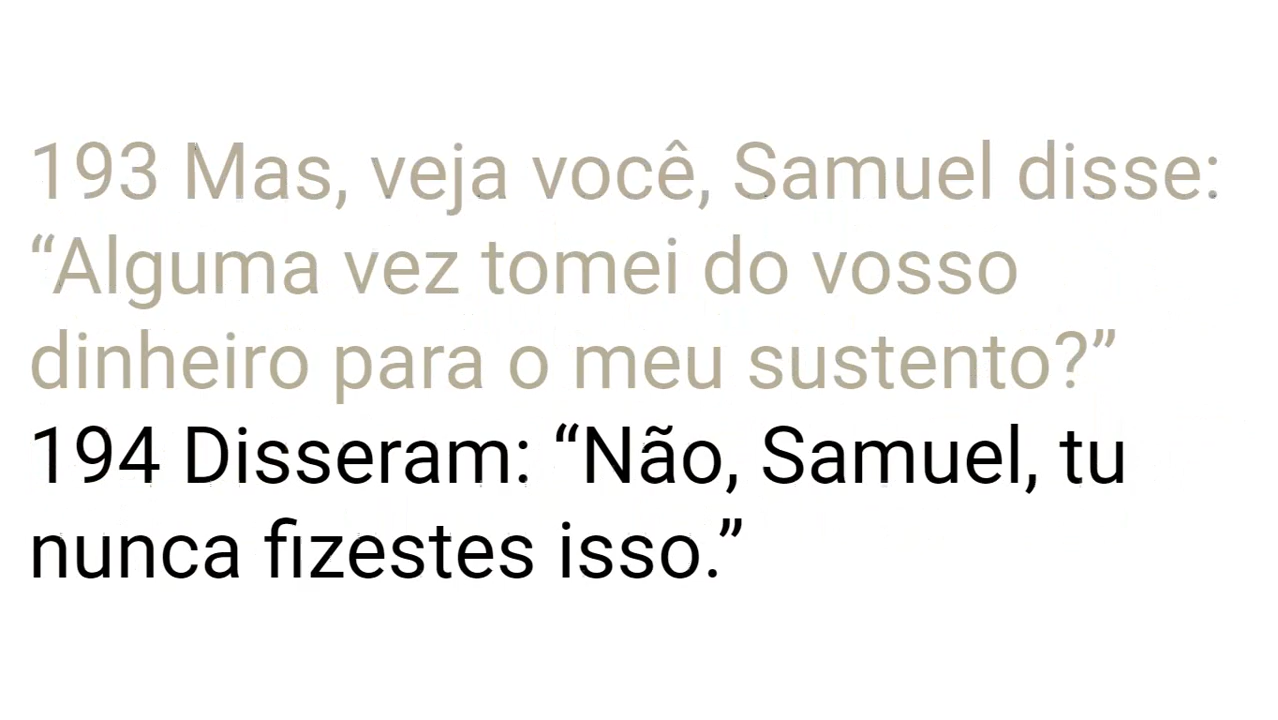 193 Mas, veja você, Samuel disse:
“Alguma vez tomei do vosso
dinheiro para o meu sustento?”
194 Disseram: “Não, Samuel, tu
nunca fizestes isso.”